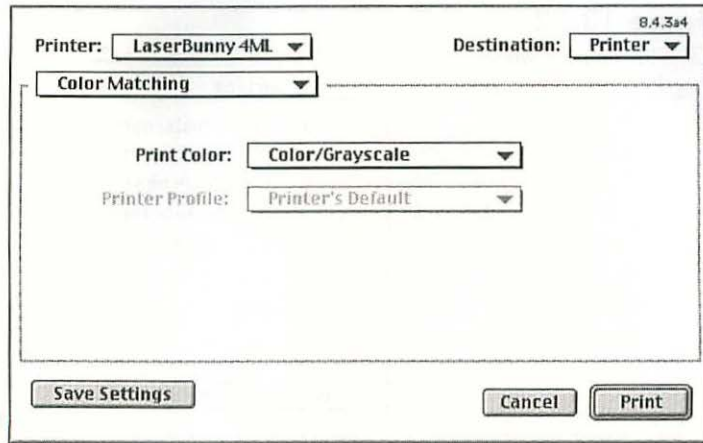 8.4.3a4
Printer: LaserBunny 4ML Destination: Printer
Color Matching
Print Color: Color/Grayscale
Printer Profile: Printer's Default
Save Settings Cancel Print